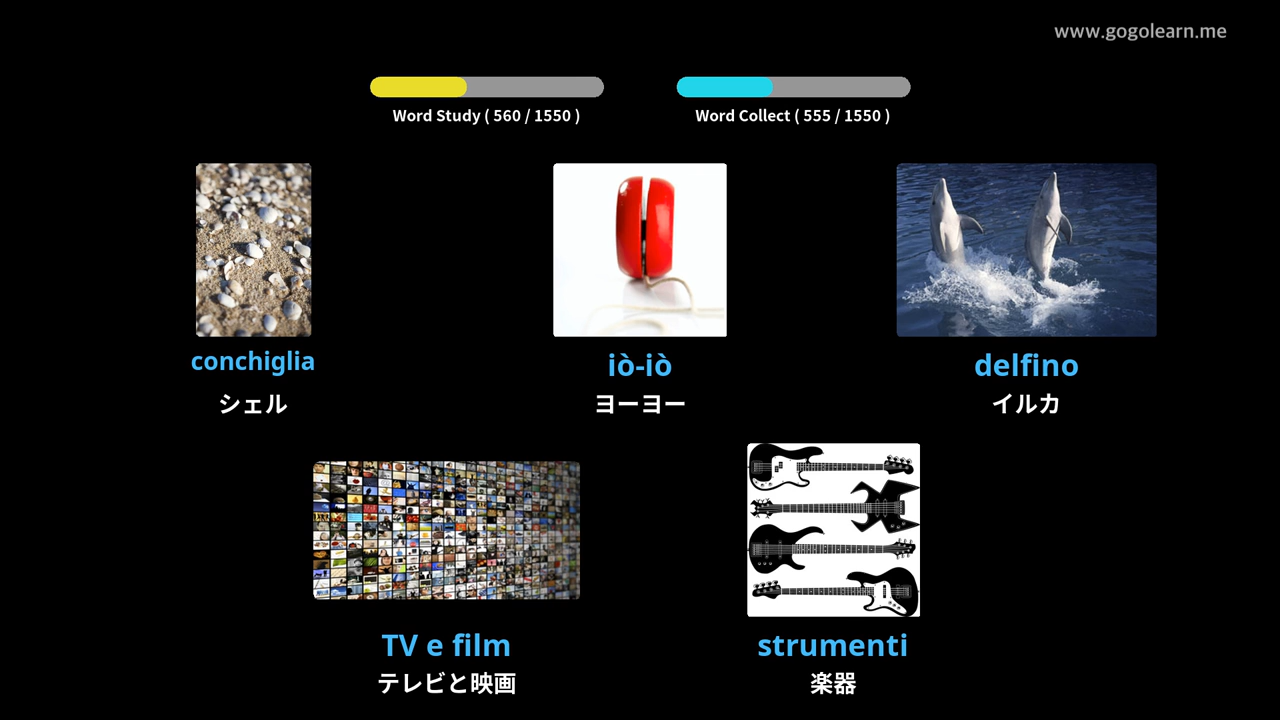 www.gogolearn.me
Word Study ( 560 / 1550 )
Word Collect ( 555 / 1550 )
conchiglia
シェル
iò-iò
ヨーヨー
delfino
イルカ
TV e film
テレビと映画
strumenti
楽器